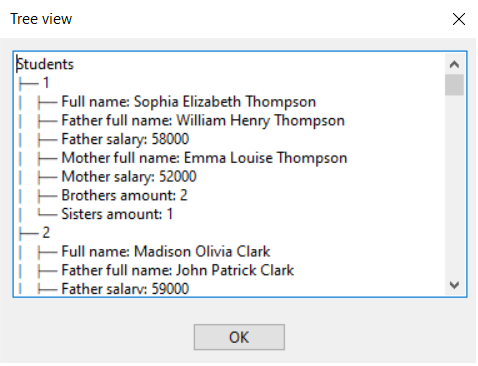 Tree view
Students
├── 1
│   ├── Full name: Sophia Elizabeth Thompson
│   ├── Father full name: William Henry Thompson
│   ├── Father salary: 58000
│   ├── Mother full name: Emma Louise Thompson
│   ├── Mother salary: 52000
│   ├── Brothers amount: 2
│   └── Sisters amount: 1
├── 2
│   ├── Full name: Madison Olivia Clark
│   ├── Father full name: John Patrick Clark
│   ├── Father salary: 59000
OK